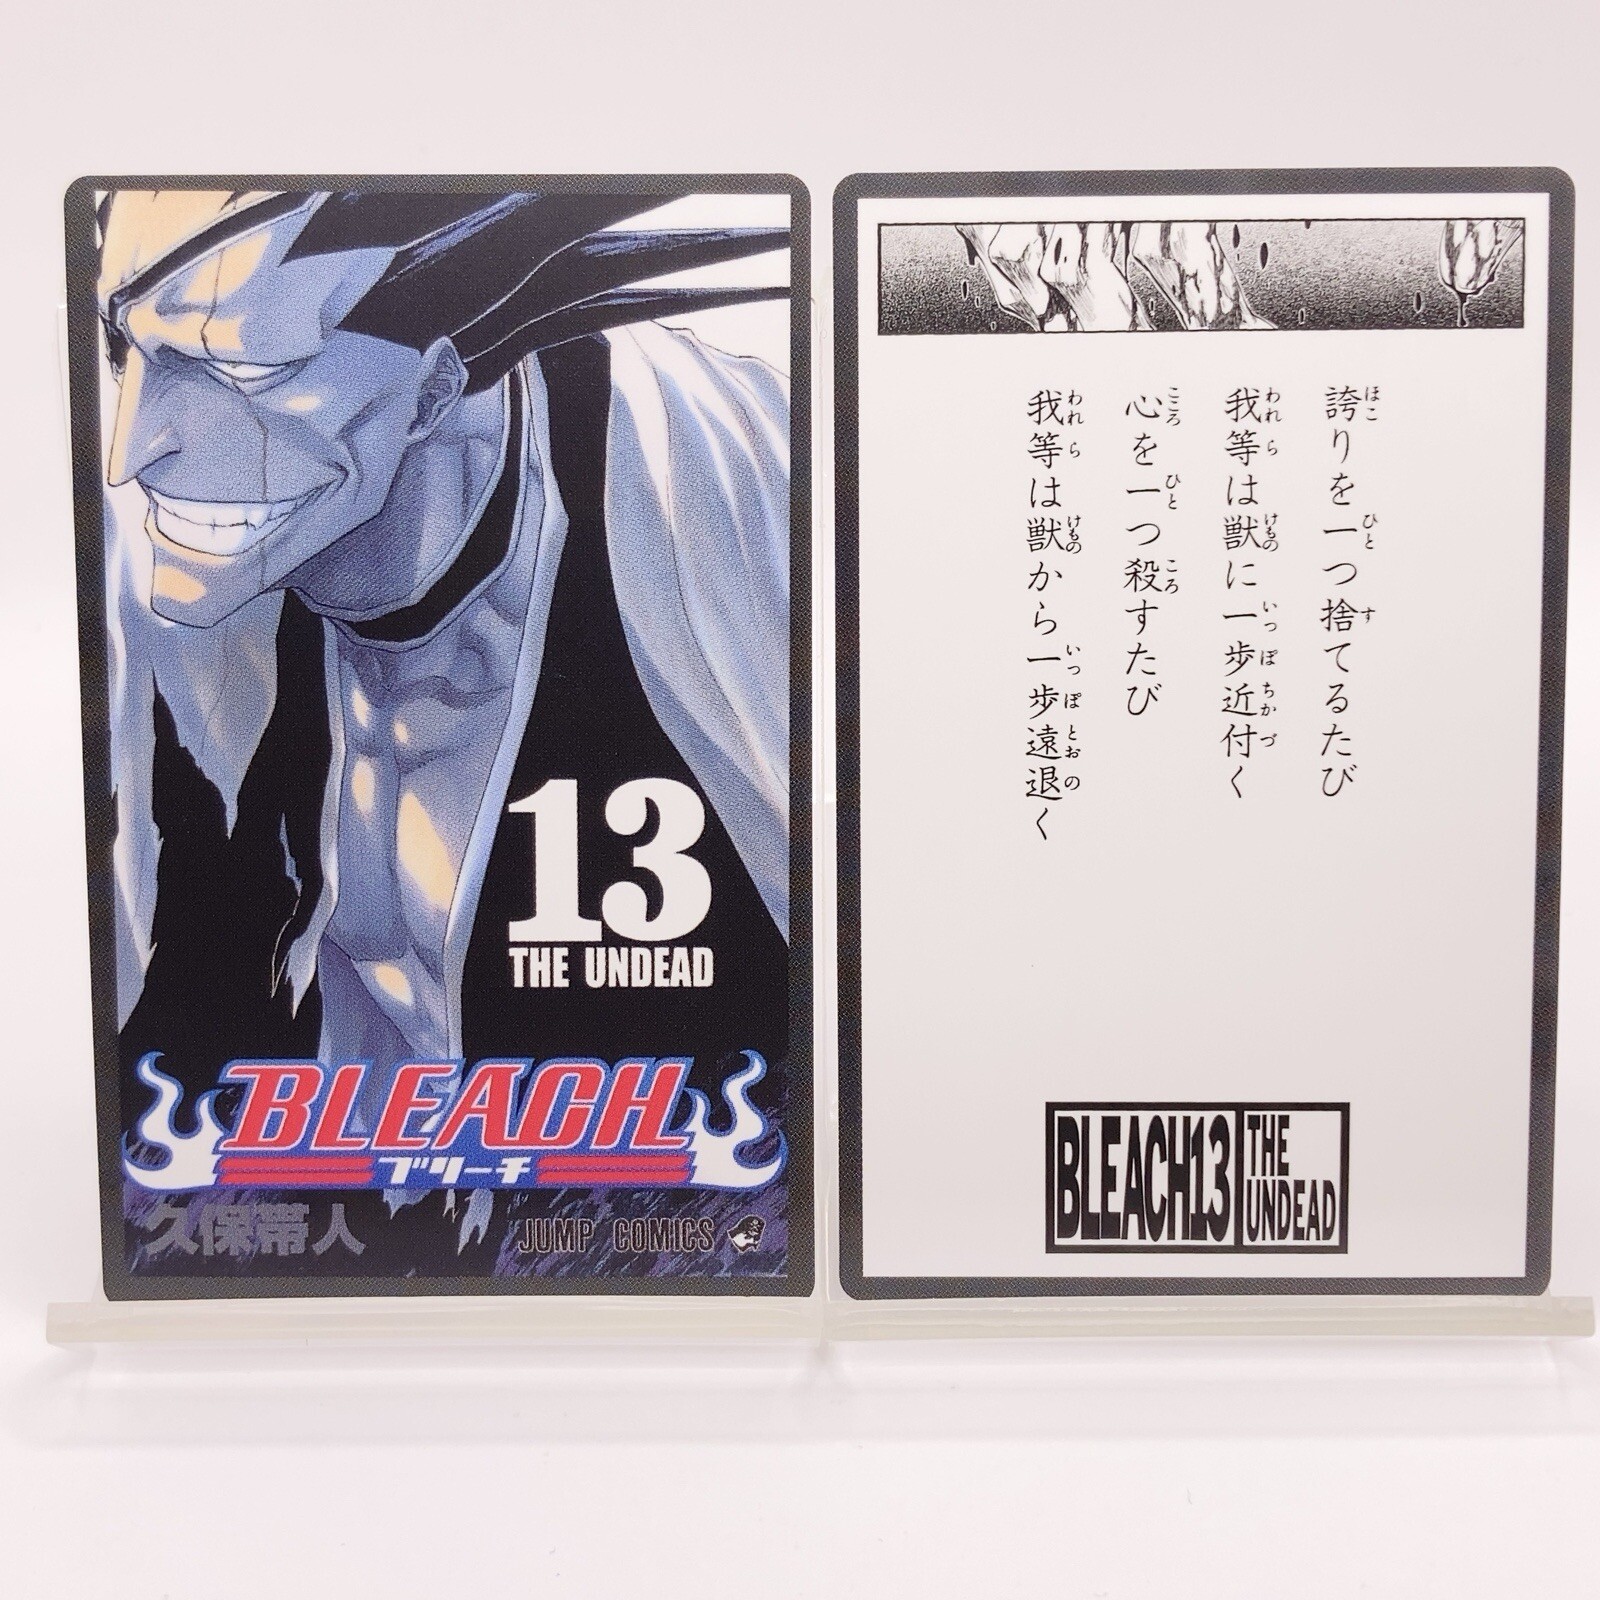 13
THE UNDEAD
BLEACH
ブリーチ
久保帯人
JUMP COMICS
誇りを一つ捨てるたび
我等は獣に一歩近付く
心を一つ殺すたび
我等は獣から一歩遠退く
BLEACH13
THE
UNDEAD